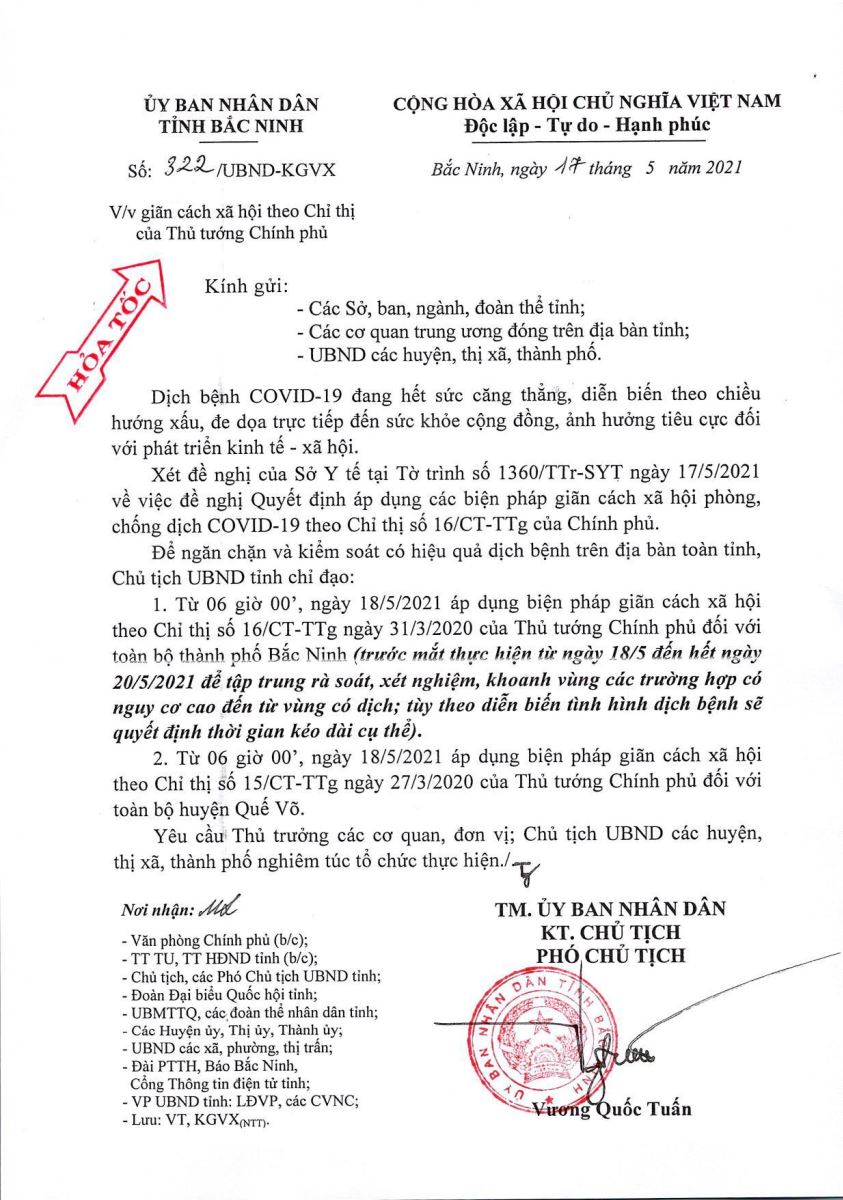 ỦY BAN NHÂN DÂN
TỈNH BẮC NINH
CỘNG HÒA XÃ HỘI CHỦ NGHĨA VIỆT NAM
Độc lập - Tự do - Hạnh phúc
Số: 322/UBND-KGVX
Bắc Ninh, ngày 17 tháng 5 năm 2021
V/v giãn cách xã hội theo Chỉ thị
của Thủ tướng Chính phủ
HỎA TỐC
Kính gửi:
- Các Sở, ban, ngành, đoàn thể tỉnh;
- Các cơ quan trung ương đóng trên địa bàn tỉnh;
- UBND các huyện, thị xã, thành phố.
Dịch bệnh COVID-19 đang hết sức căng thẳng, diễn biến theo chiều
hướng xấu, đe dọa trực tiếp đến sức khỏe cộng đồng, ảnh hưởng tiêu cực đối
với phát triển kinh tế - xã hội.
Xét đề nghị của Sở Y tế tại Tờ trình số 1360/TTr-SYT ngày 17/5/2021
về việc đề nghị Quyết định áp dụng các biện pháp giãn cách xã hội phòng,
chống dịch COVID-19 theo Chỉ thị số 16/CT-TTg của Chính phủ.
Để ngăn chặn và kiểm soát có hiệu quả dịch bệnh trên địa bàn toàn tỉnh,
Chủ tịch UBND tỉnh chỉ đạo:
1. Từ 06 giờ 00’, ngày 18/5/2021 áp dụng biện pháp giãn cách xã hội
theo Chỉ thị số 16/CT-TTg ngày 31/3/2020 của Thủ tướng Chính phủ đối với
toàn bộ thành phố Bắc Ninh (trước mắt thực hiện từ ngày 18/5 đến hết ngày
20/5/2021 để tập trung rà soát, xét nghiệm, khoanh vùng các trường hợp có
nguy cơ cao đến từ vùng có dịch; tùy theo diễn biến tình hình dịch bệnh sẽ
quyết định thời gian kéo dài cụ thể).
2. Từ 06 giờ 00’, ngày 18/5/2021 áp dụng biện pháp giãn cách xã hội
theo Chỉ thị số 15/CT-TTg ngày 27/3/2020 của Thủ tướng Chính phủ đối với
toàn bộ huyện Quế Võ.
Yêu cầu Thủ trưởng các cơ quan, đơn vị; Chủ tịch UBND các huyện,
thị xã, thành phố nghiêm túc tổ chức thực hiện./.
Nơi nhận:
- Văn phòng Chính phủ (b/c);
- TT TU, TT HĐND tỉnh (b/c);
- Chủ tịch, các Phó Chủ tịch UBND tỉnh;
- Đoàn Đại biểu Quốc hội tỉnh;
- UBMTTQ, các đoàn thể nhân dân tỉnh;
- Các Huyện ủy, Thị ủy, Thành ủy;
- UBND các xã, phường, thị trấn;
- Đài PTTH, Báo Bắc Ninh,
Cổng Thông tin điện tử tỉnh;
- VP UBND tỉnh: LĐVP, các CVNC;
- Lưu: VT, KGVX(NTT).
TM. ỦY BAN NHÂN DÂN
KT. CHỦ TỊCH
PHÓ CHỦ TỊCH
ỦY BAN NHÂN DÂN TỈNH BẮC NINH
Vương Quốc Tuấn